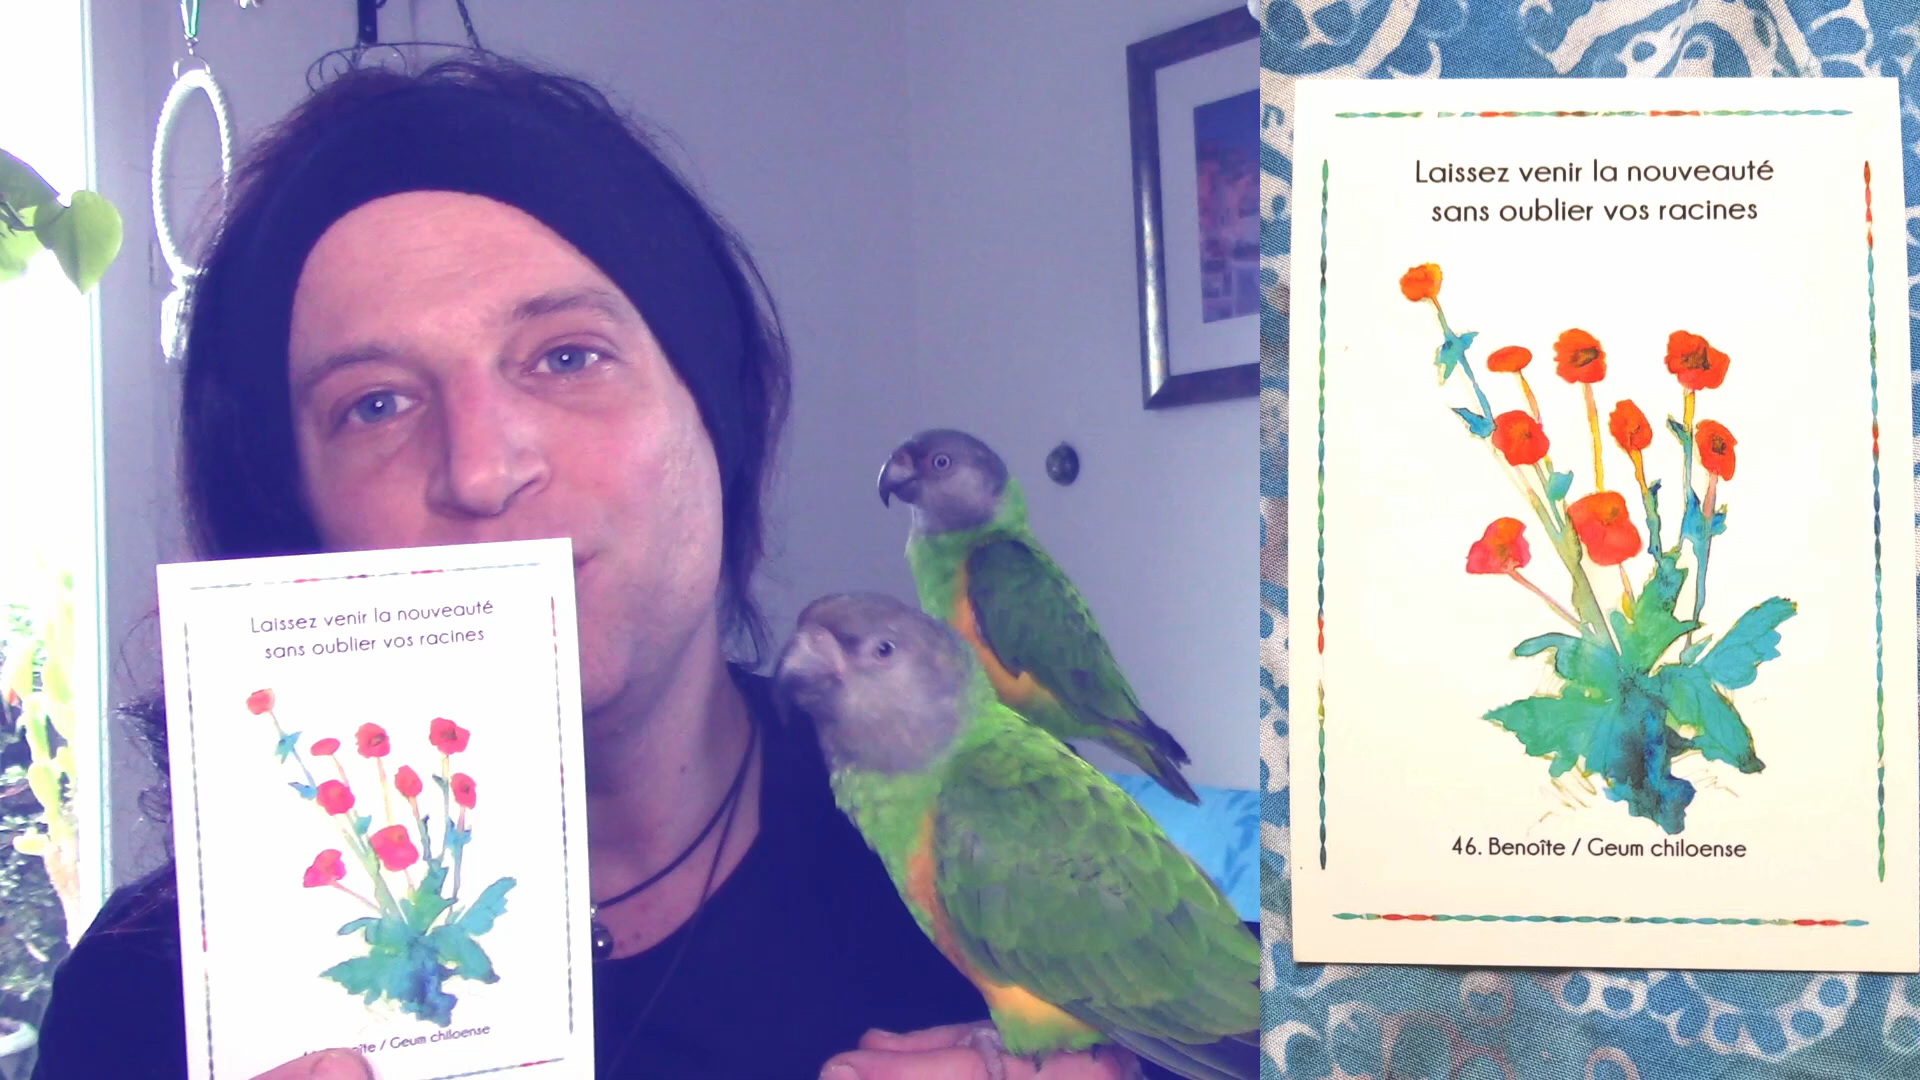 Laissez venir la nouveauté
sans oublier vos racines
Geum chiloense
Laissez venir la nouveauté
sans oublier vos racines
46. Benoîte / Geum chiloense